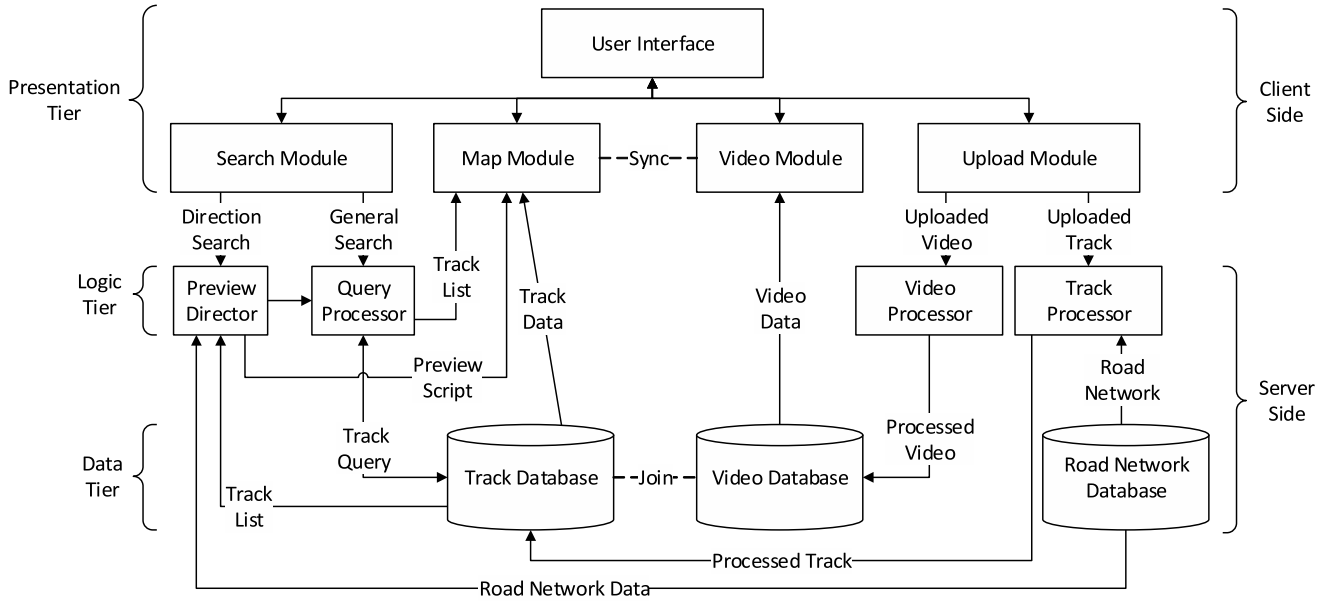 User Interface
Presentation
Tier
Client
Side
Search Module
Map Module
Sync
Video Module
Upload Module
Direction
Search
General
Search
Uploaded
Video
Uploaded
Track
Logic
Tier
Preview
Director
Query
Processor
Track
List
Track
Data
Video
Data
Video
Processor
Track
Processor
Preview
Script
Road
Network
Server
Side
Data
Tier
Track
Query
Track Database
Join
Video Database
Processed
Video
Road Network
Database
Track
List
Processed Track
Road Network Data